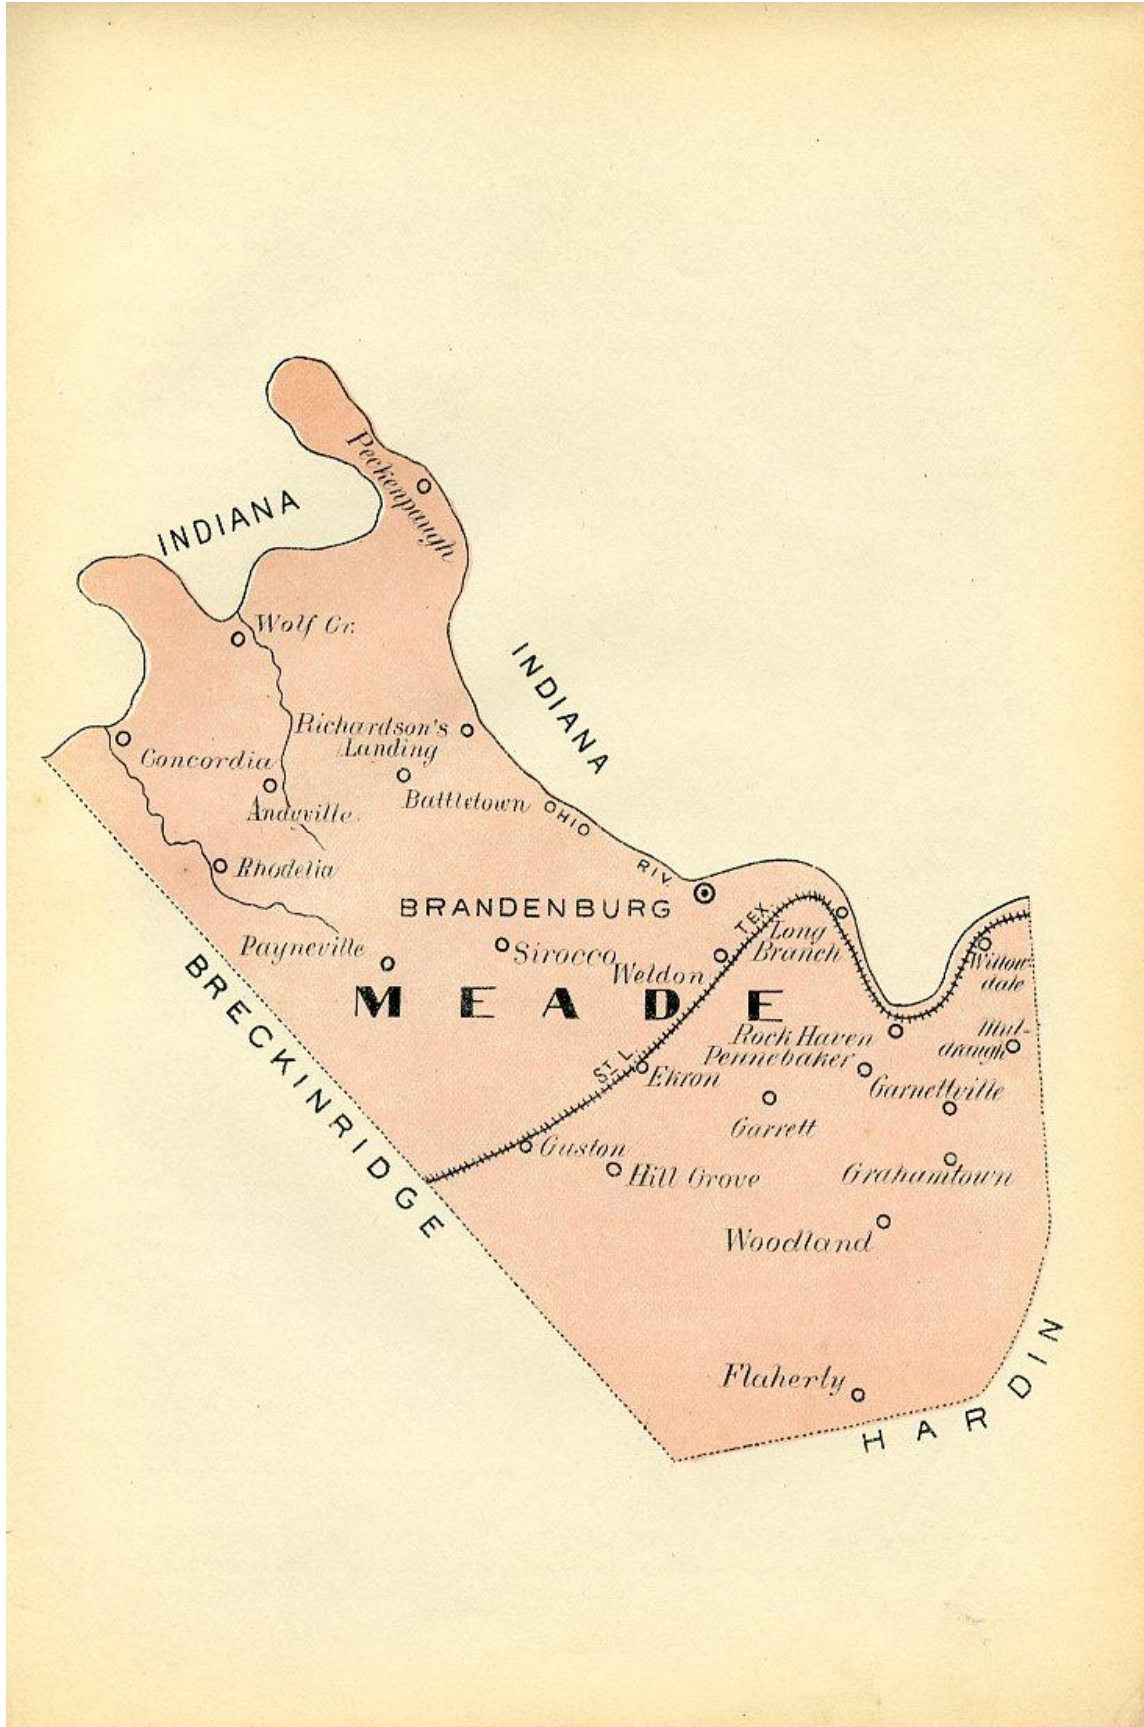 Peckenpaugh
INDIANA
Wolf Cr.
INDIANA
Richardson's
Landing
Concordia
Battletown
Andyville
OHIO
RIV.
Rhodelia
BRANDENBURG
TEX.
Long
Branch
Payneville
Sirocco
Weldon
Willow
dale
MEADE
Rock Haven
Mul-
draugh
Pennebaker
ST. L.
Ekron
Garnettville
Garrett
BRECKINRIDGE
Guston
Hill Grove
Grahamtown
Woodland
Flaherty
HARDIN